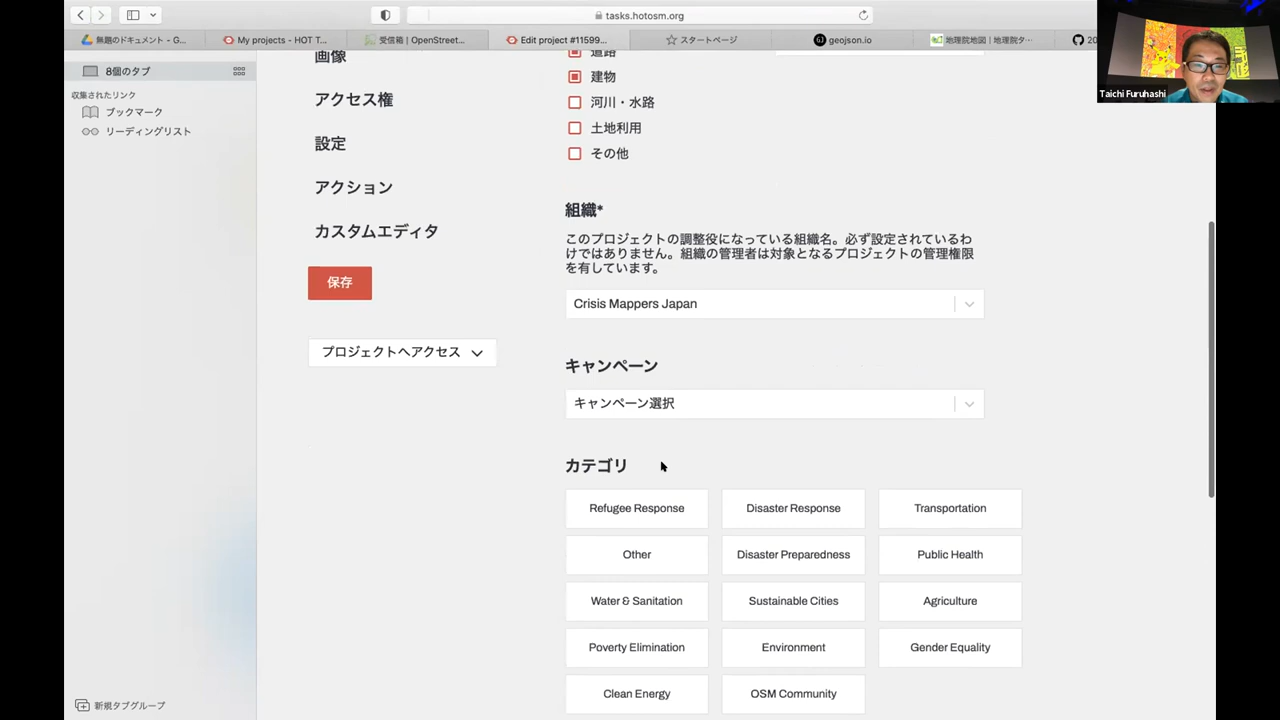 tasks.hotosm.org
無題のドキュメント - G...
My projects - HOT T...
受信箱 | OpenStreet...
Edit project #11599...
スタートページ
geojson.io
地理院地図 | 地理院タ...
20
Taichi Furuhashi
8個のタブ
収集されたリンク
ブックマーク
リーディングリスト
新規タブグループ
画像
アクセス権
設定
アクション
カスタムエディタ
保存
プロジェクトへアクセス
道路
建物
河川・水路
土地利用
その他
組織*
このプロジェクトの調整役になっている組織名。必ず設定されているわ
けではありません。組織の管理者は対象となるプロジェクトの管理権限
を有しています。
Crisis Mappers Japan
キャンペーン
キャンペーン選択
カテゴリ
Refugee Response
Disaster Response
Transportation
Other
Disaster Preparedness
Public Health
Water & Sanitation
Sustainable Cities
Agriculture
Poverty Elimination
Environment
Gender Equality
Clean Energy
OSM Community